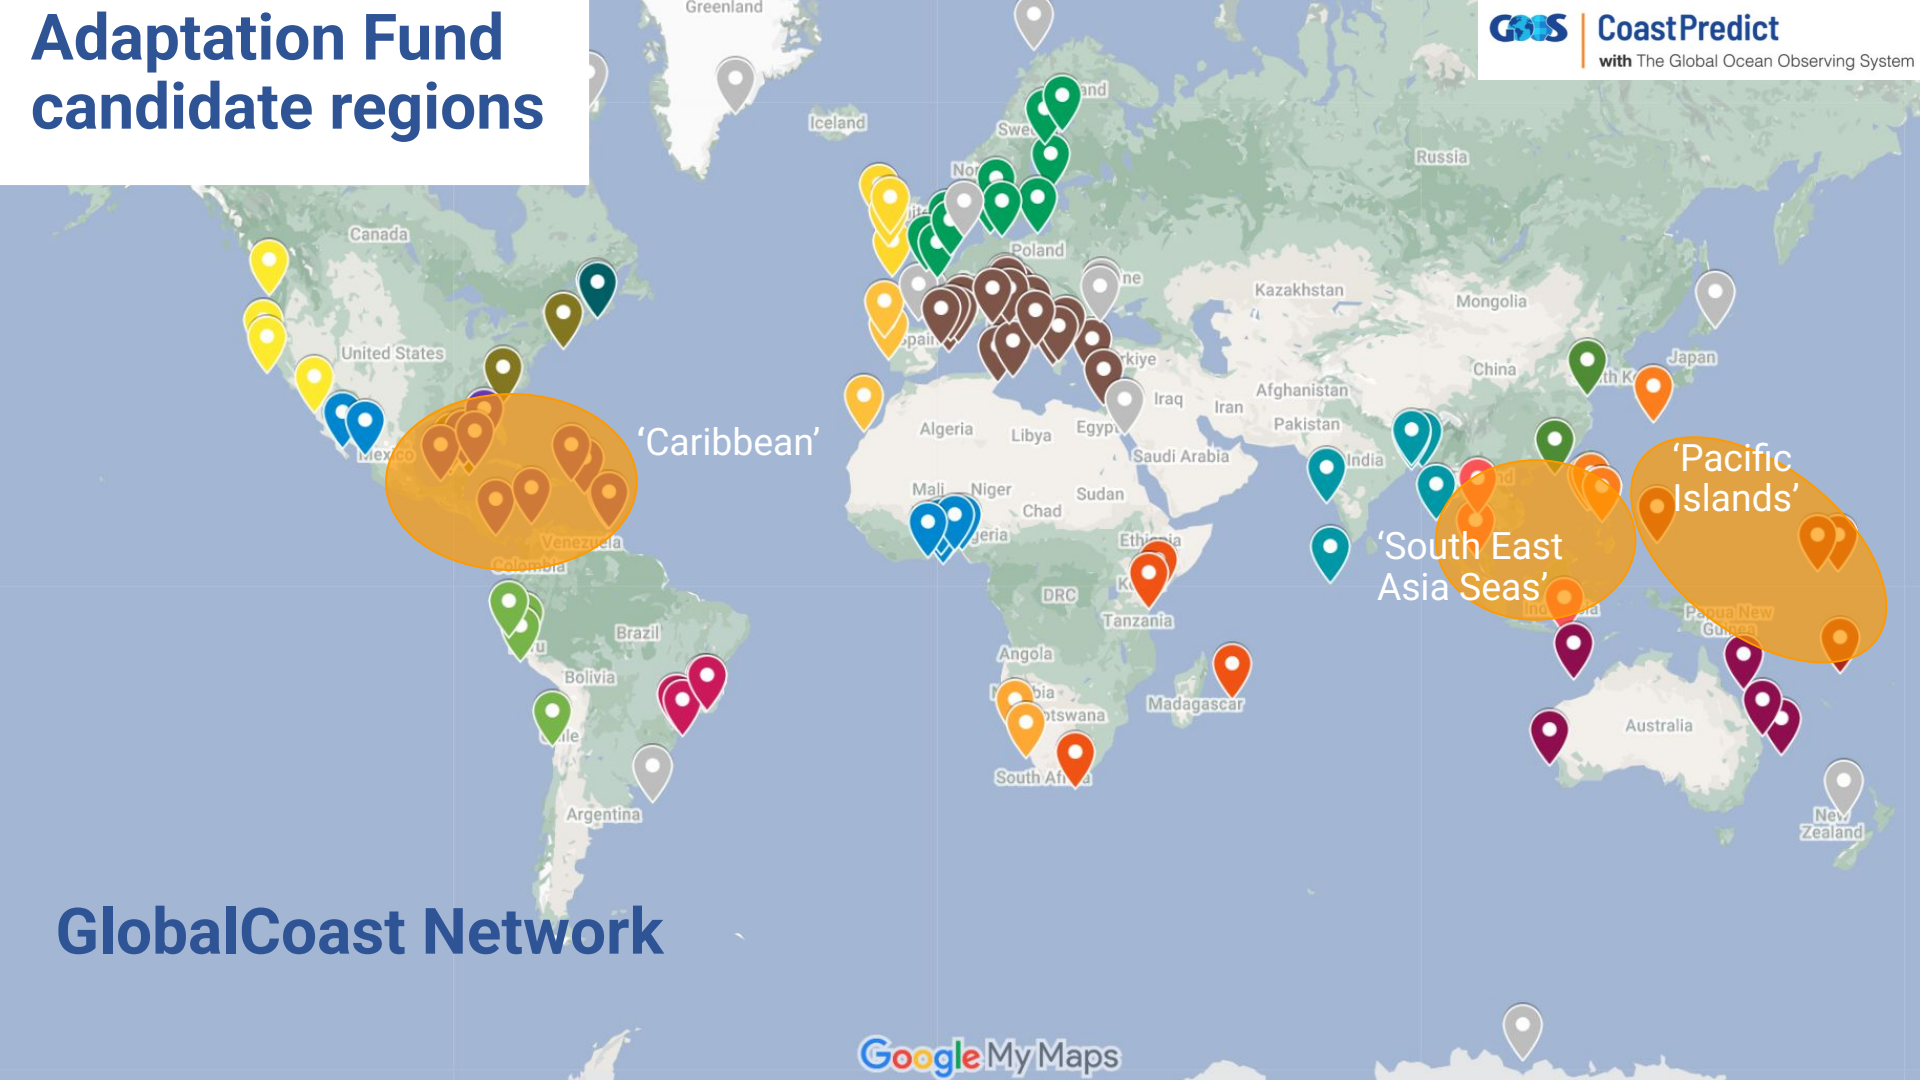 Adaptation Fund
candidate regions
GOOS
CoastPredict
with The Global Ocean Observing System
Greenland
Iceland
Russia
Canada
Poland
Kazakhstan
Mongolia
United States
Japan
China
Afghanistan
Iraq
Iran
Pakistan
Algeria
Libya
Egypt
Saudi Arabia
India
Mexico
'Caribbean'
'Pacific
Islands'
Mali
Niger
Sudan
Chad
Ethiopia
Venezuela
Colombia
'South East
Asia Seas'
DRC
Tanzania
Papua New
Guinea
Brazil
Angola
Bolivia
Madagascar
Australia
South Africa
Argentina
New
Zealand
GlobalCoast Network
Google My Maps